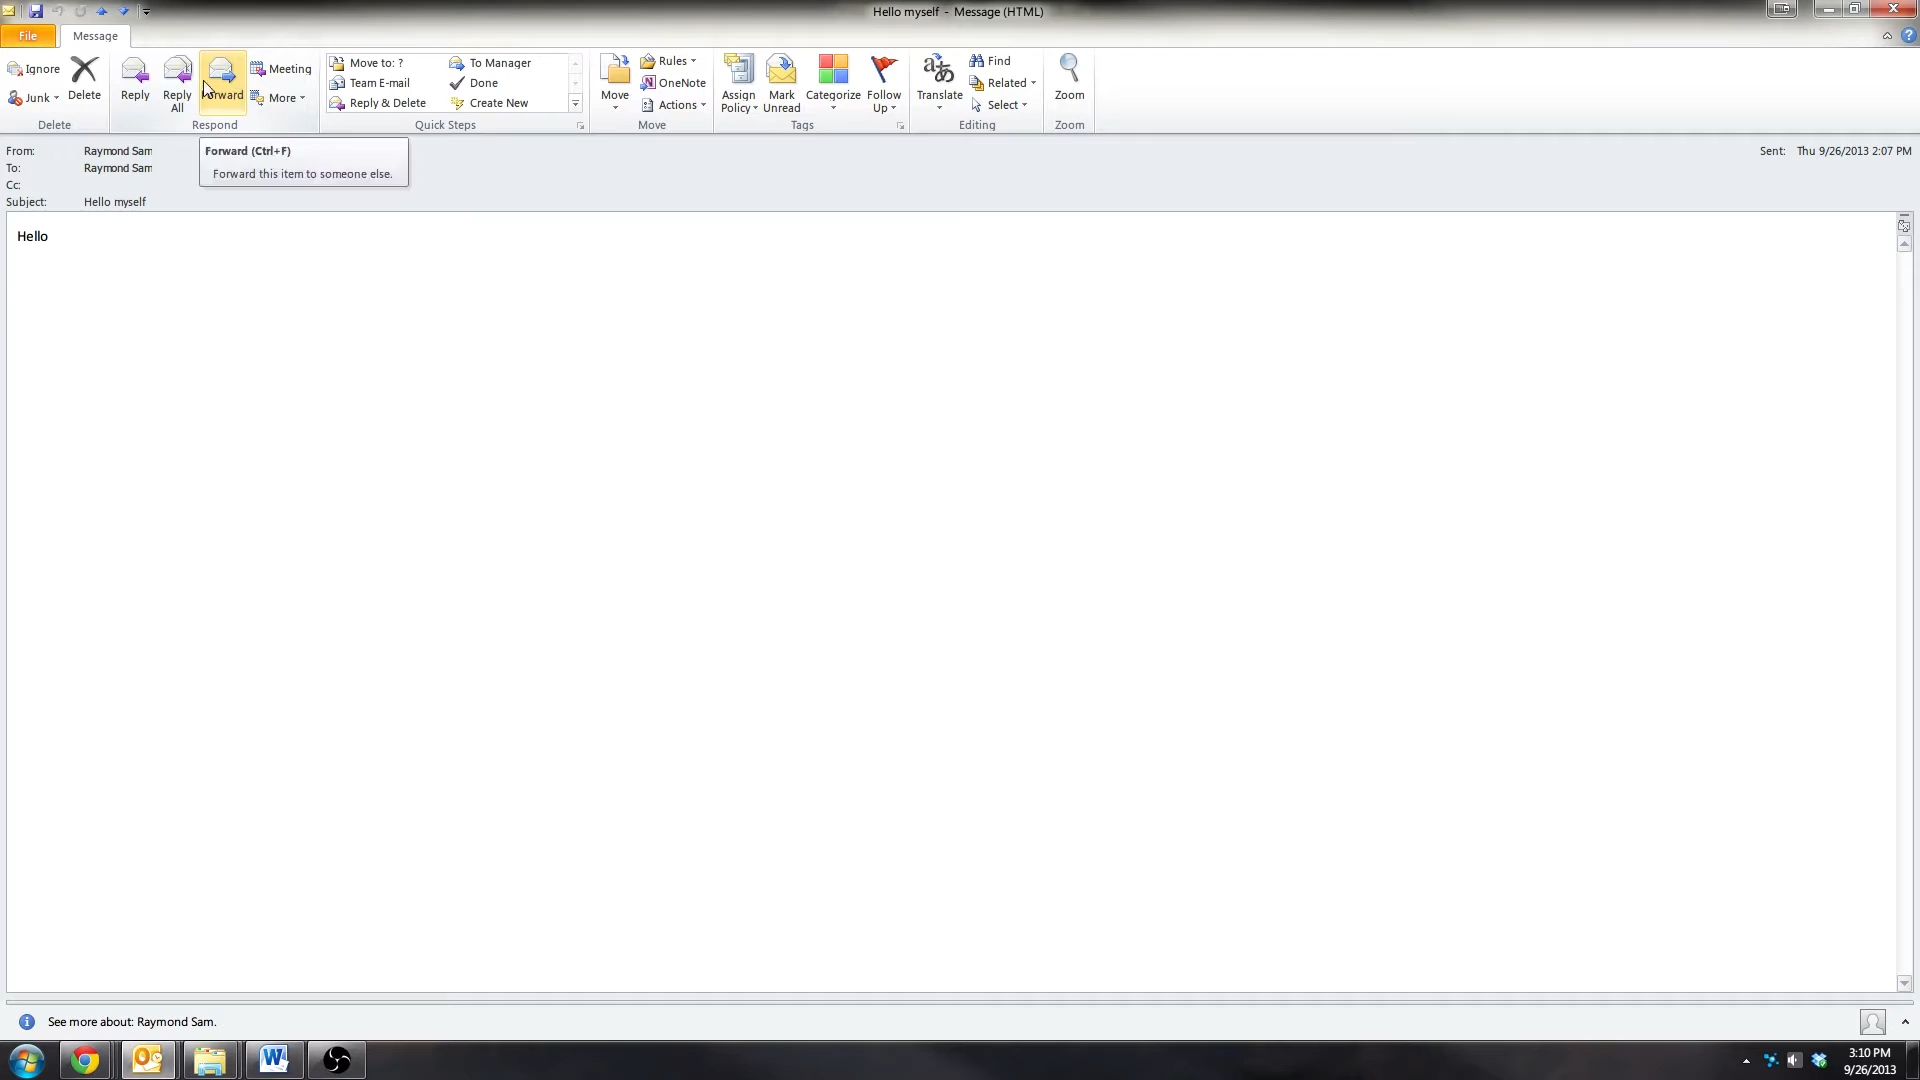 Hello myself - Message (HTML)
File
Message
Ignore
Junk
Delete
Delete
Reply
Reply All
Forward
Meeting
More
Respond
Move to: ?
Team E-mail
Reply & Delete
To Manager
Done
Create New
Quick Steps
Move
Rules
OneNote
Actions
Move
Assign Policy
Mark Unread
Categorize
Follow Up
Tags
Translate
Find
Related
Select
Editing
Zoom
Zoom
Forward (Ctrl+F)
Forward this item to someone else.
From: Raymond Sam
Sent: Thu 9/26/2013 2:07 PM
To: Raymond Sam
Cc:
Subject: Hello myself
Hello
See more about: Raymond Sam.
3:10 PM
9/26/2013